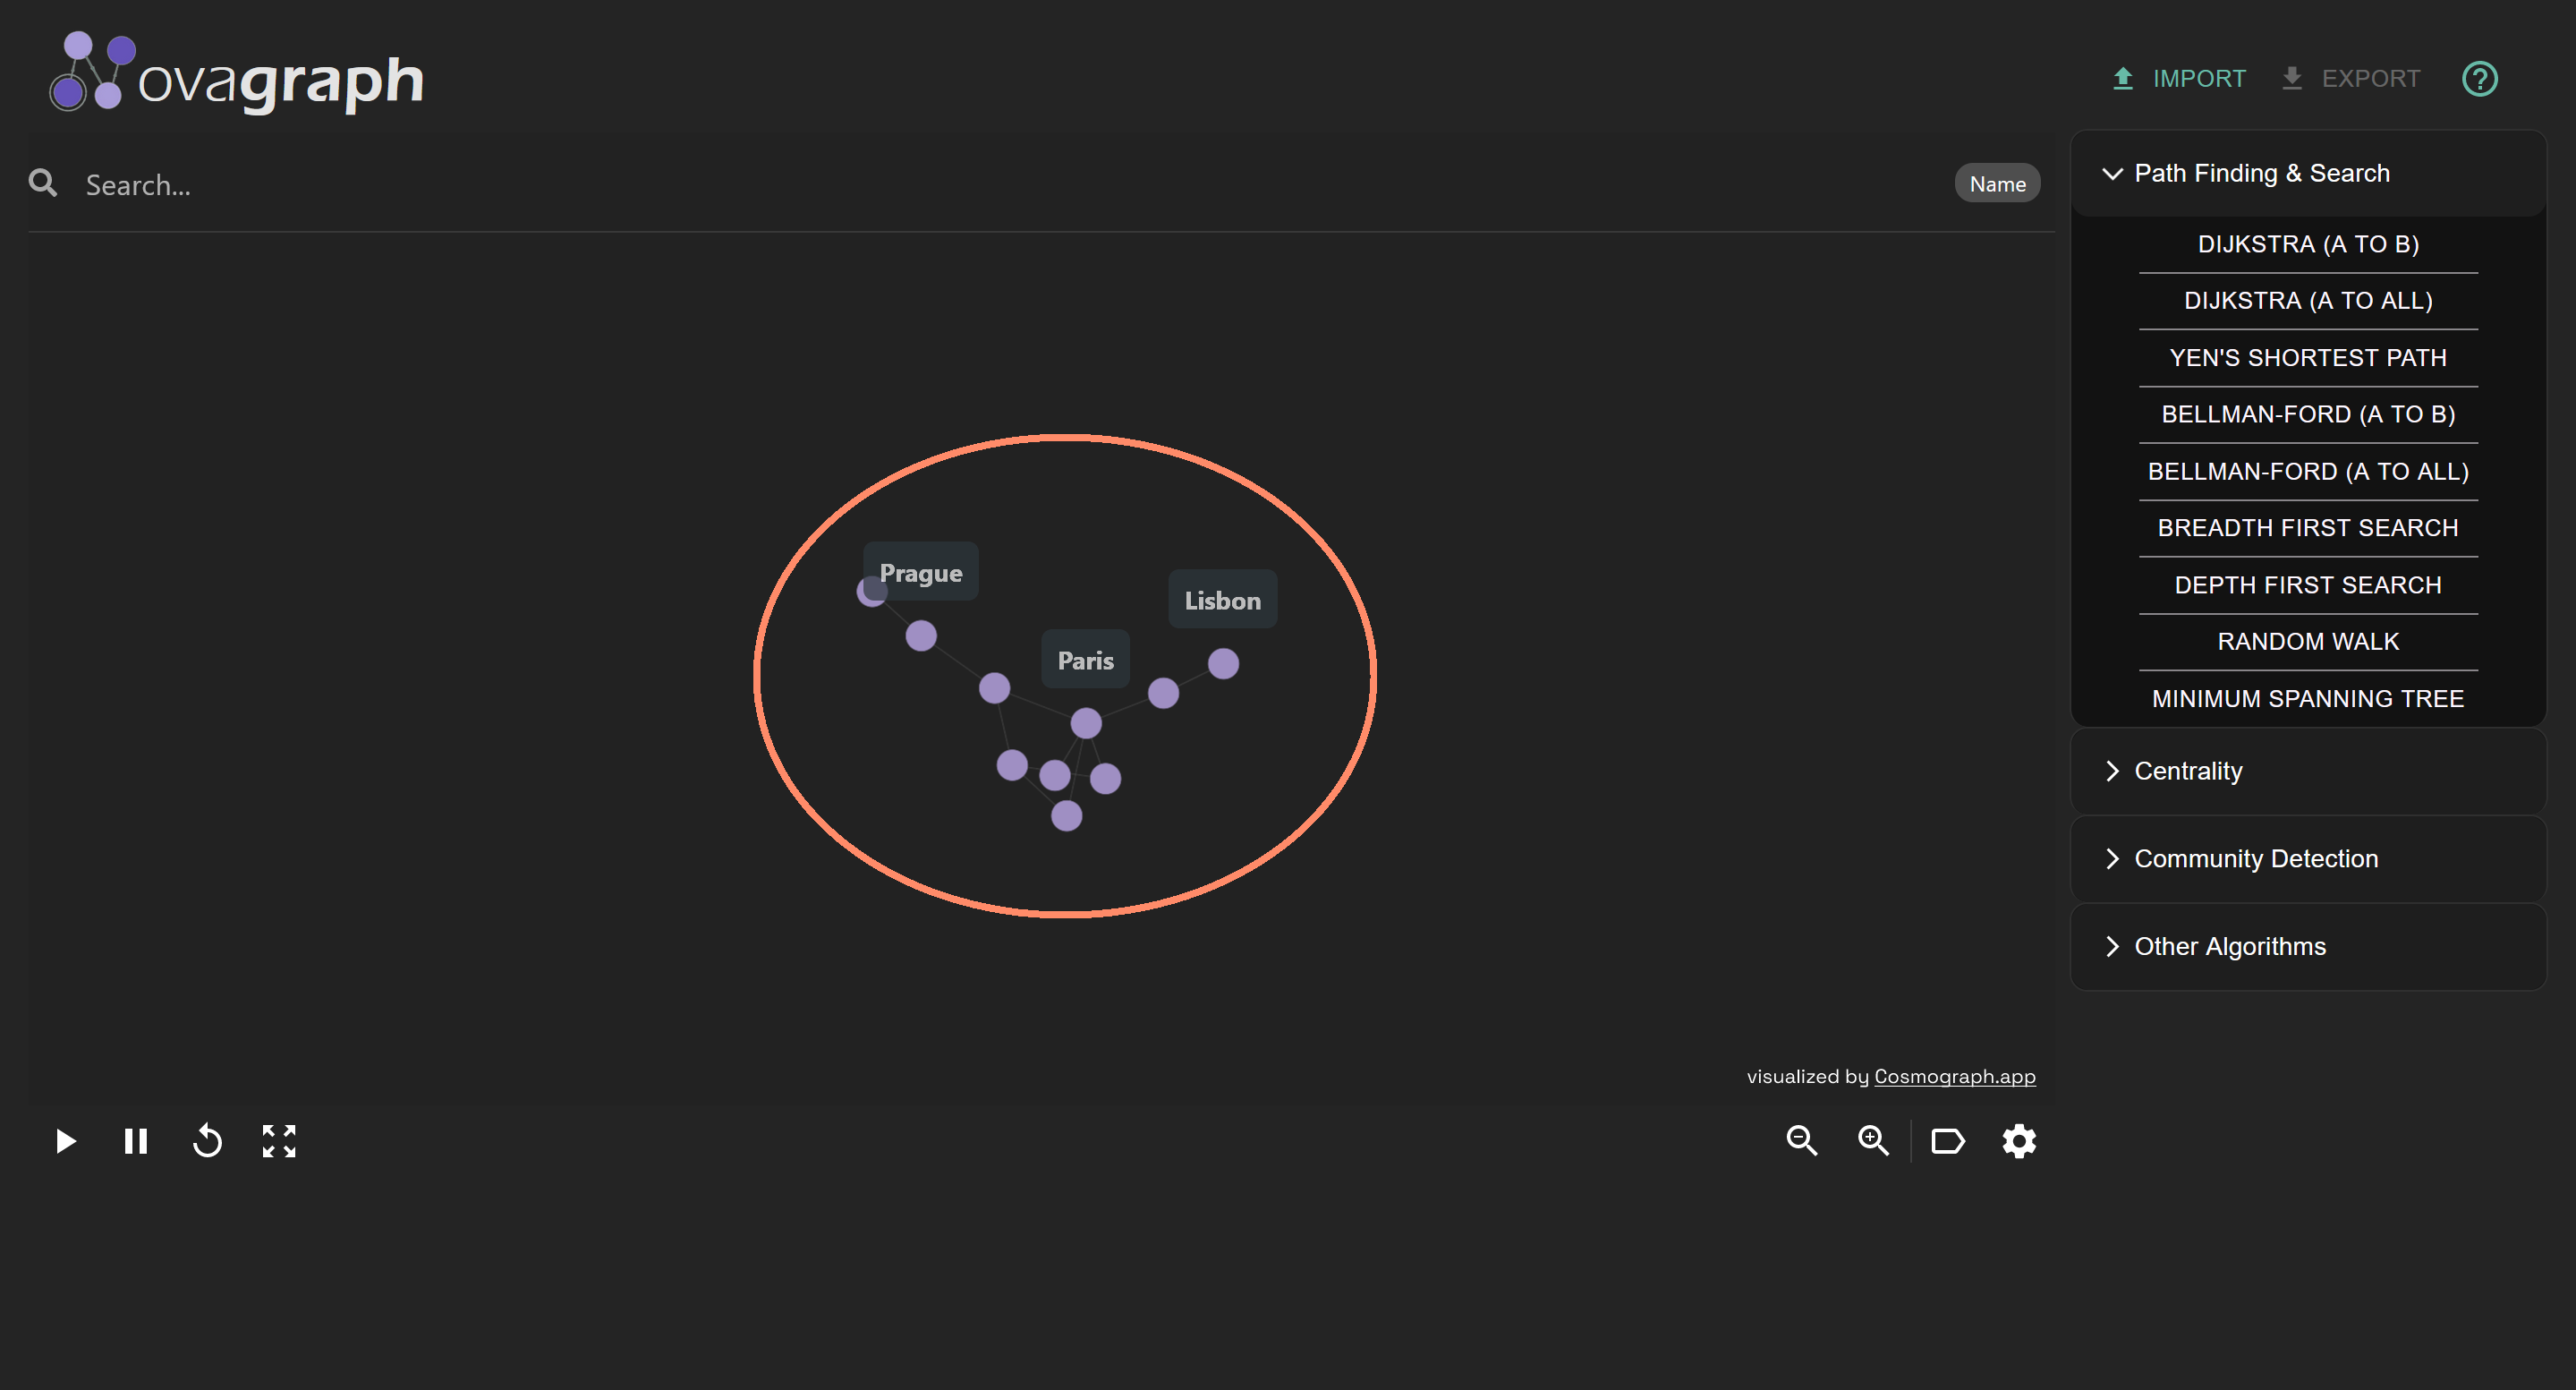 ovagraph
IMPORT
EXPORT
?
Search...
Name
Path Finding & Search
DIJKSTRA (A TO B)
DIJKSTRA (A TO ALL)
YEN'S SHORTEST PATH
BELLMAN-FORD (A TO B)
BELLMAN-FORD (A TO ALL)
BREADTH FIRST SEARCH
DEPTH FIRST SEARCH
RANDOM WALK
MINIMUM SPANNING TREE
Centrality
Community Detection
Other Algorithms
Prague
Lisbon
Paris
visualized by Cosmograph.app